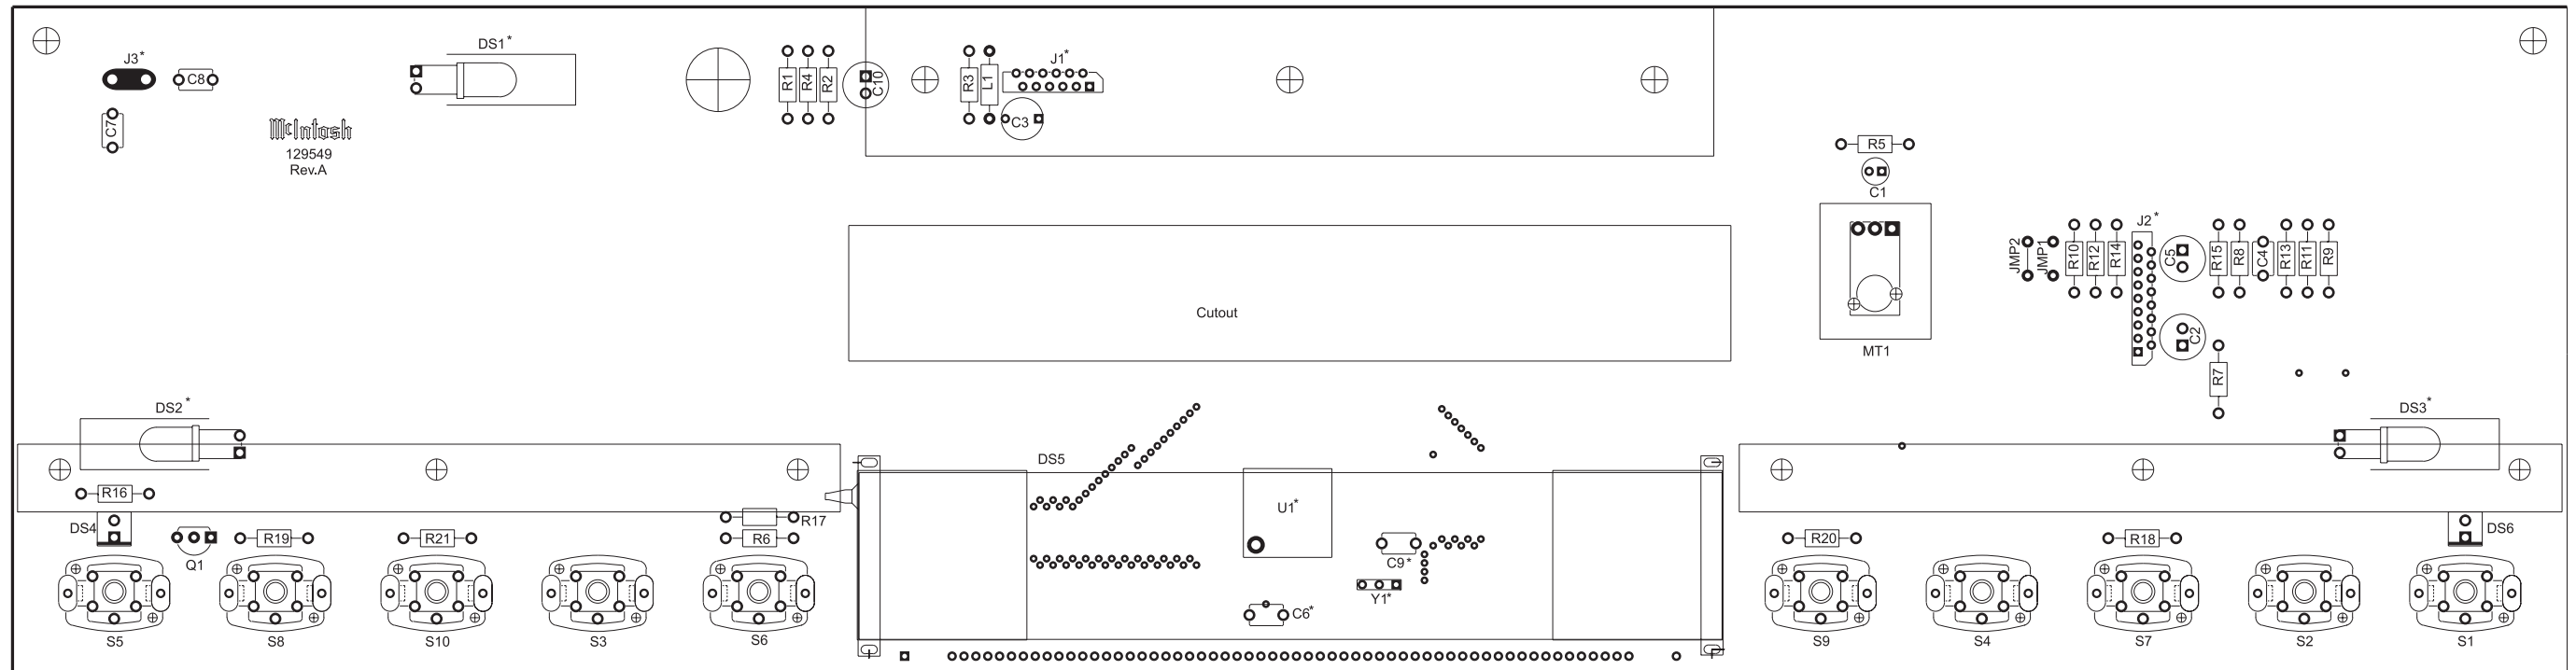 J3*
C8
DS1*
R1
R4
R2
C10
R3
L1
J1*
C3
C7
McIntosh
129549
Rev.A
R5
C1
MT1
Cutout
JMP2
JMP1
R10
R12
R14
J2*
C5
R15
R8
C4
R13
R11
R9
C2
R7
DS2*
DS3*
DS5
R16
DS4
Q1
R19
R21
R17
R6
U1*
C9*
Y1*
C6*
R20
R18
DS6
S5
S8
S10
S3
S6
S9
S4
S7
S2
S1